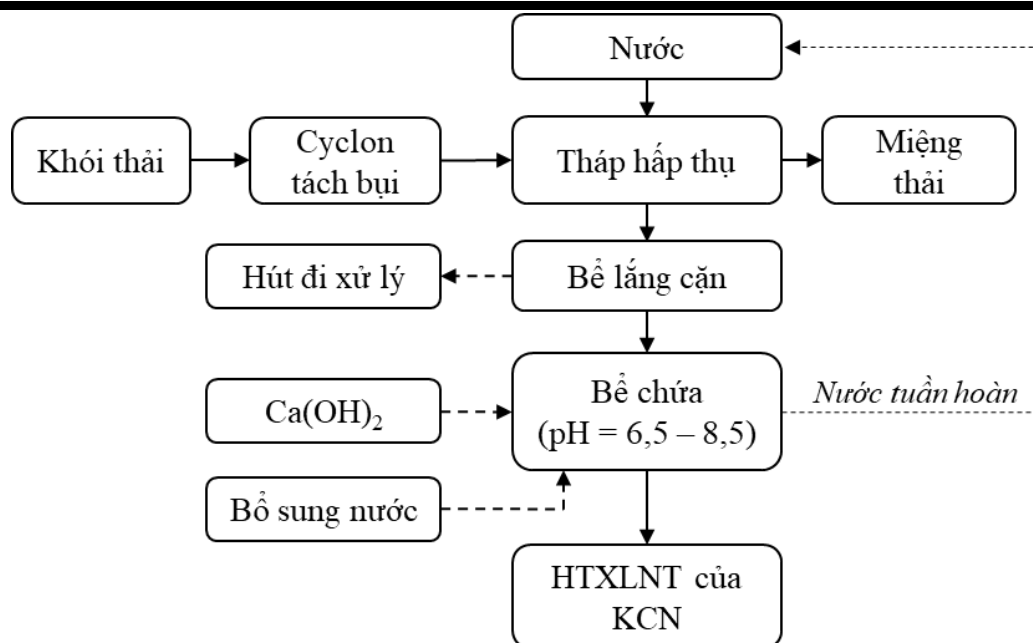 Nước
Khói thải
Cyclon
tách bụi
Tháp hấp thụ
Miệng
thải
Hút đi xử lý
Bể lắng cặn
Ca(OH)₂
Bể chứa
(pH = 6,5 – 8,5)
Nước tuần hoàn
Bổ sung nước
HTXLNT của
KCN